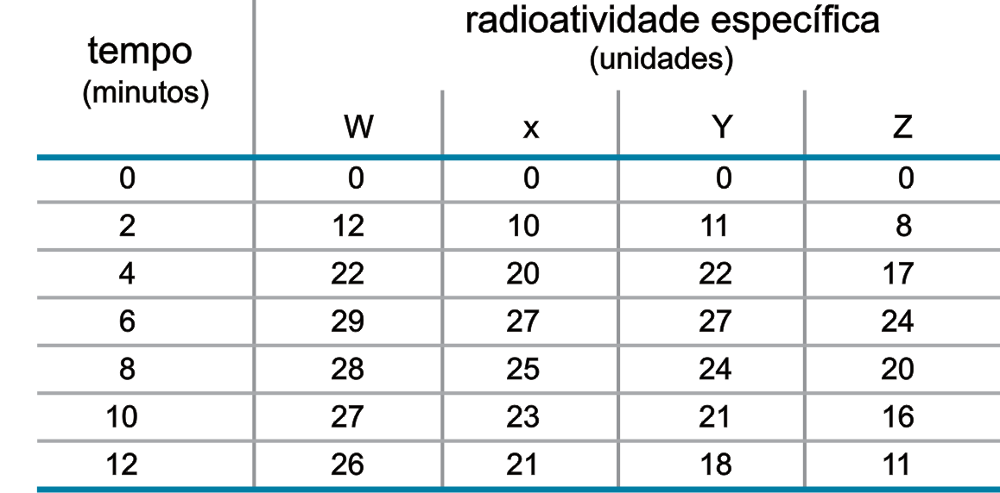 radioatividade específica
tempo
(unidades)
(minutos)
W x Y Z
0 0 0 0 0
2 12 10 11 8
4 22 20 22 17
6 29 27 27 24
8 28 25 24 20
10 27 23 21 16
12 26 21 18 11